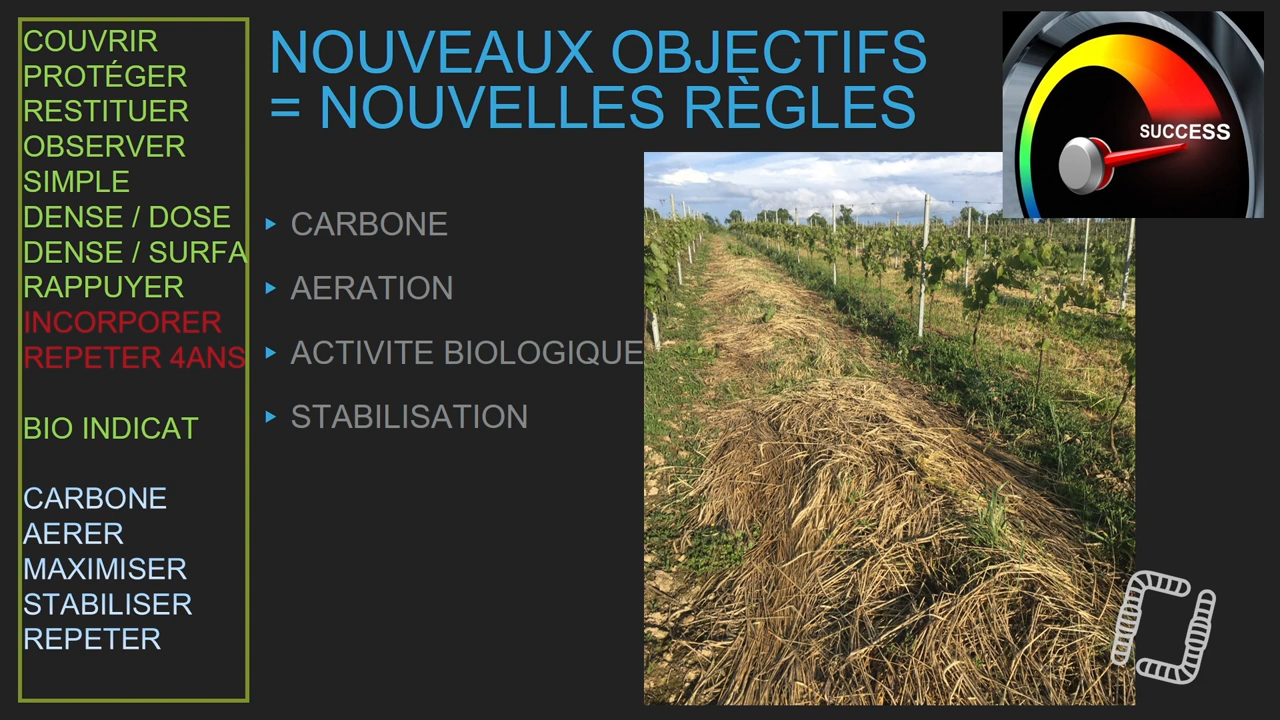 COUVRIR
PROTÉGER
RESTITUER
OBSERVER
SIMPLE
DENSE / DOSE
DENSE / SURFA
RAPPUYER
INCORPORER
REPETER 4ANS
BIO INDICAT
CARBONE
AERER
MAXIMISER
STABILISER
REPETER
NOUVEAUX OBJECTIFS
= NOUVELLES RÈGLES
CARBONE
AERATION
ACTIVITE BIOLOGIQUE
STABILISATION
SUCCESS